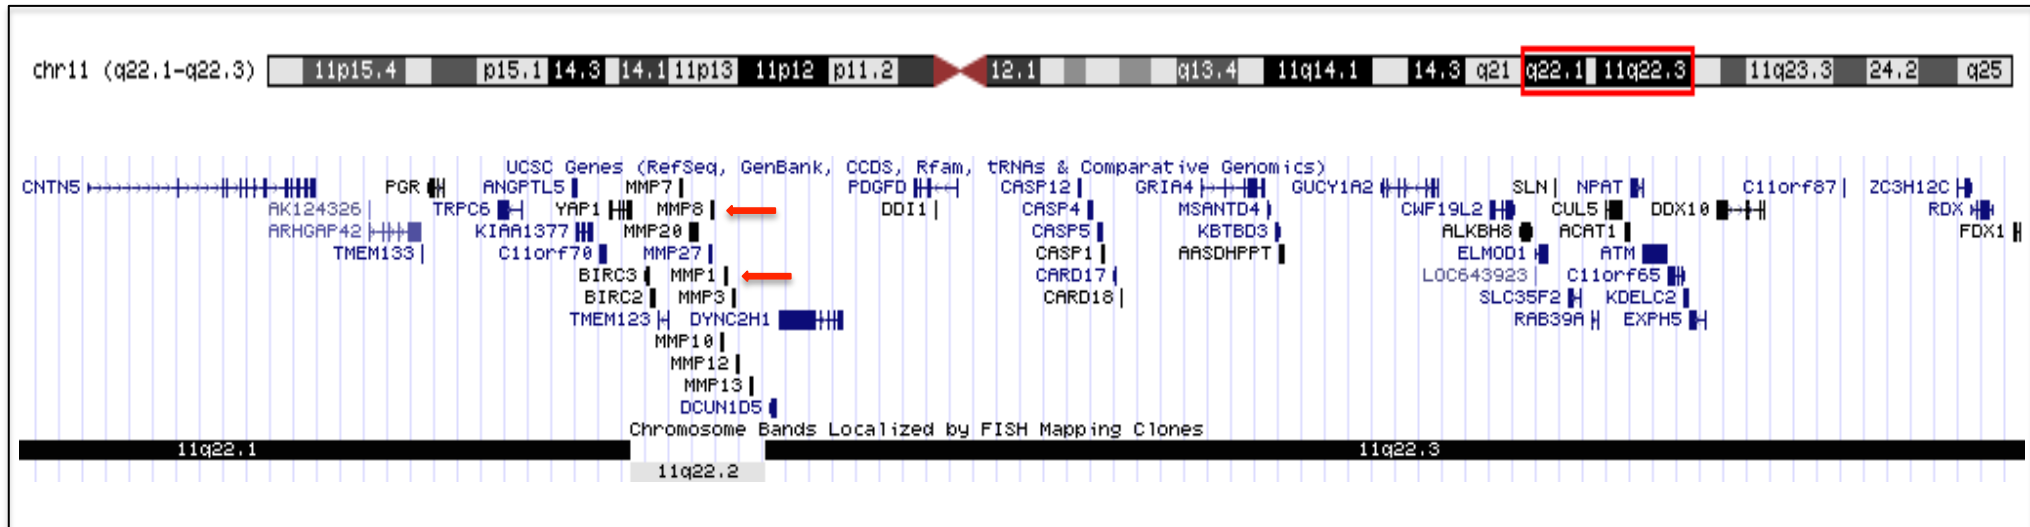 chr11 (q22.1-q22.3) 11p15.4 p15.1 14.3 14.1 11p13 11p12 p11.2 12.1 q13.4 11q14.1 14.3 q21 q22.1 11q22.3 11q23.3 24.2 q25
UCSC Genes (RefSeq, GenBank, CCDS, Rfam, tRNAs & Comparative Genomics)
CNTN5 PGR ANGPTL5 MMP7 PDGFD CASP12 GRIA4 GUCY1A2 SLN NPAT C11orf87 ZC3H12C
AK124326 TRPC6 YAP1 MMP8 DDI1 CASP4 MSANTD4 CWF19L2 CUL5 DDX10 RDX
ARHGAP42 KIAA1377 MMP20 CASP5 KBTBD3 ALKBH8 ACAT1 FDX1
TMEM133 C11orf70 MMP27 CASP1 AASDHPPT ELMOD1 ATM
BIRC3 MMP1 CARD17 LOC643923 C11orf65
BIRC2 MMP3 CARD18 SLC35F2 KDELC2
TMEM123 DYNC2H1 RAB39A EXPH5
MMP10
MMP12
MMP13
DCUN1D5
Chromosome Bands Localized by FISH Mapping Clones
11q22.1 11q22.3
11q22.2